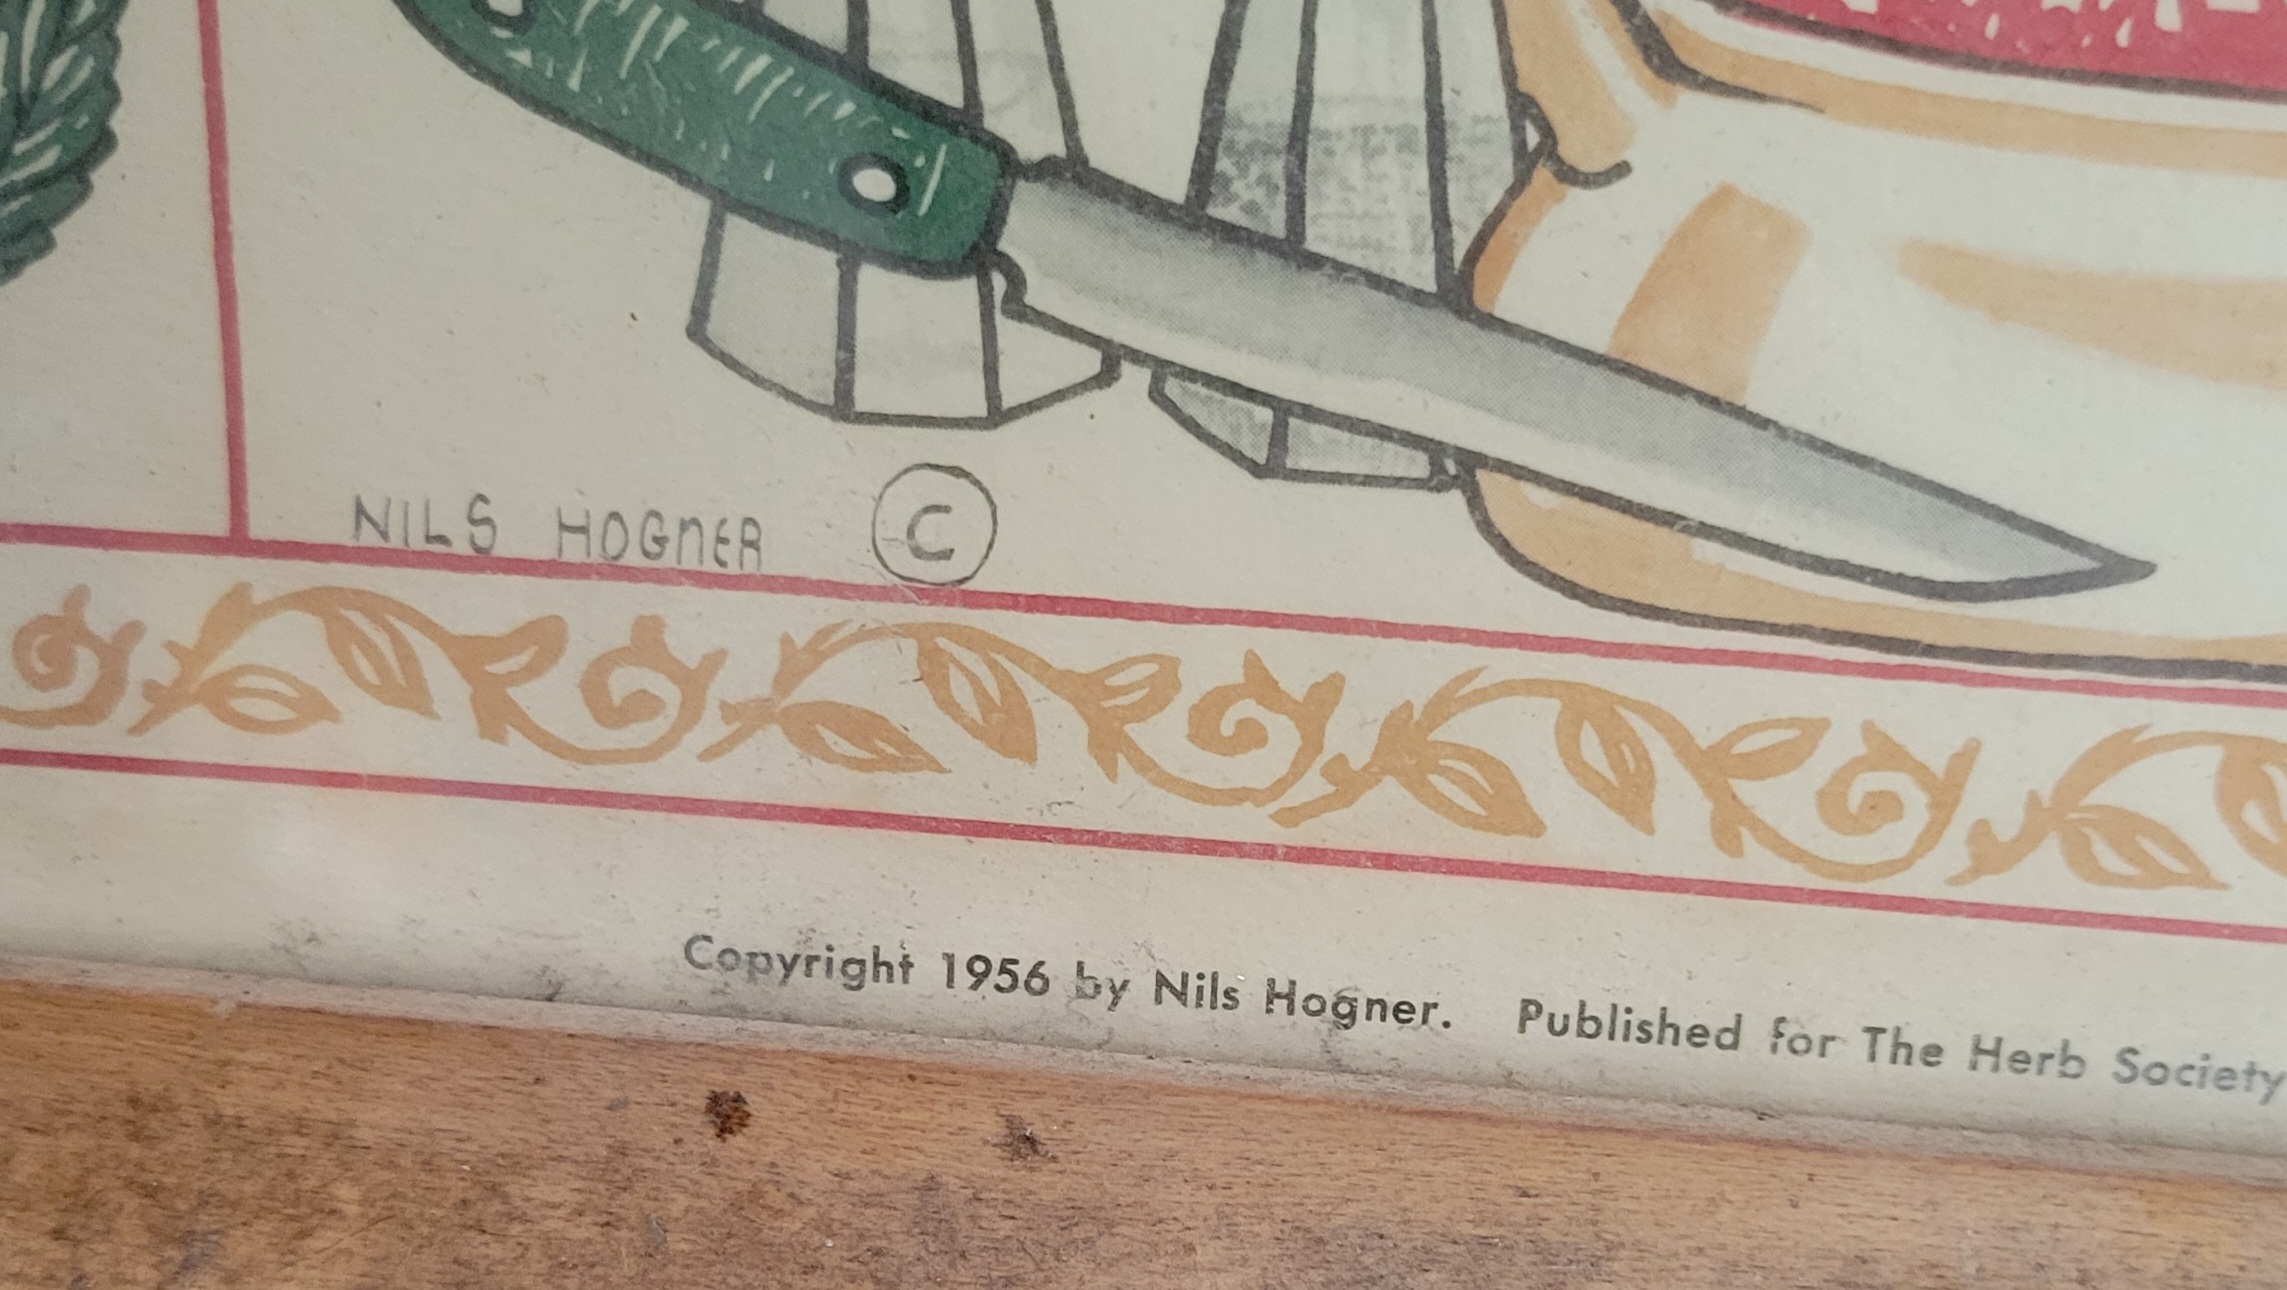 NILS HOGNER ©
Copyright 1956 by Nils Hogner. Published for The Herb Society